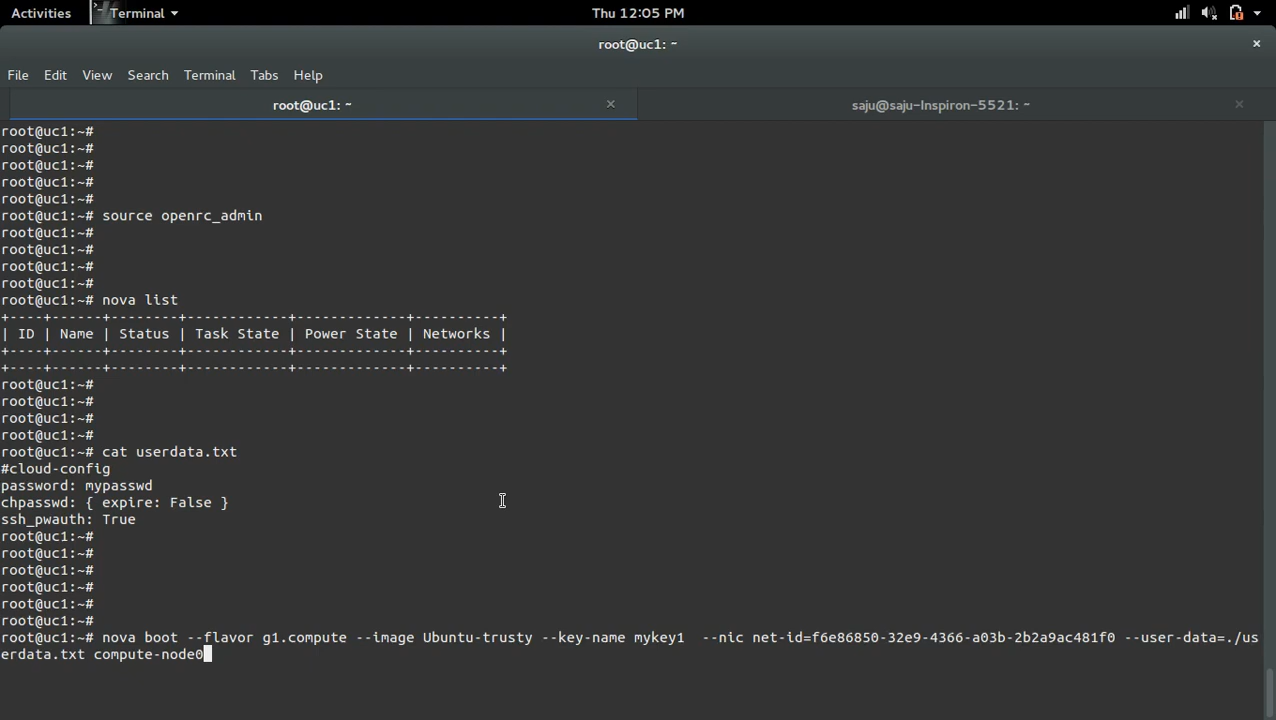 Activities Terminal Thu 12:05 PM
root@uc1: ~
File Edit View Search Terminal Tabs Help
root@uc1: ~ saju@saju-Inspiron-5521: ~
root@uc1:~#
root@uc1:~#
root@uc1:~#
root@uc1:~#
root@uc1:~#
root@uc1:~# source openrc_admin
root@uc1:~#
root@uc1:~#
root@uc1:~#
root@uc1:~#
root@uc1:~# nova list
+----+------+--------+------------+-------------+----------+
| ID | Name | Status | Task State | Power State | Networks |
+----+------+--------+------------+-------------+----------+
+----+------+--------+------------+-------------+----------+
root@uc1:~#
root@uc1:~#
root@uc1:~#
root@uc1:~#
root@uc1:~# cat userdata.txt
#cloud-config
password: mypasswd
chpasswd: { expire: False }
ssh_pwauth: True
root@uc1:~#
root@uc1:~#
root@uc1:~#
root@uc1:~#
root@uc1:~#
root@uc1:~#
root@uc1:~# nova boot --flavor g1.compute --image Ubuntu-trusty --key-name mykey1  --nic net-id=f6e86850-32e9-4366-a03b-2b2a9ac481f0 --user-data=./us
erdata.txt compute-node0